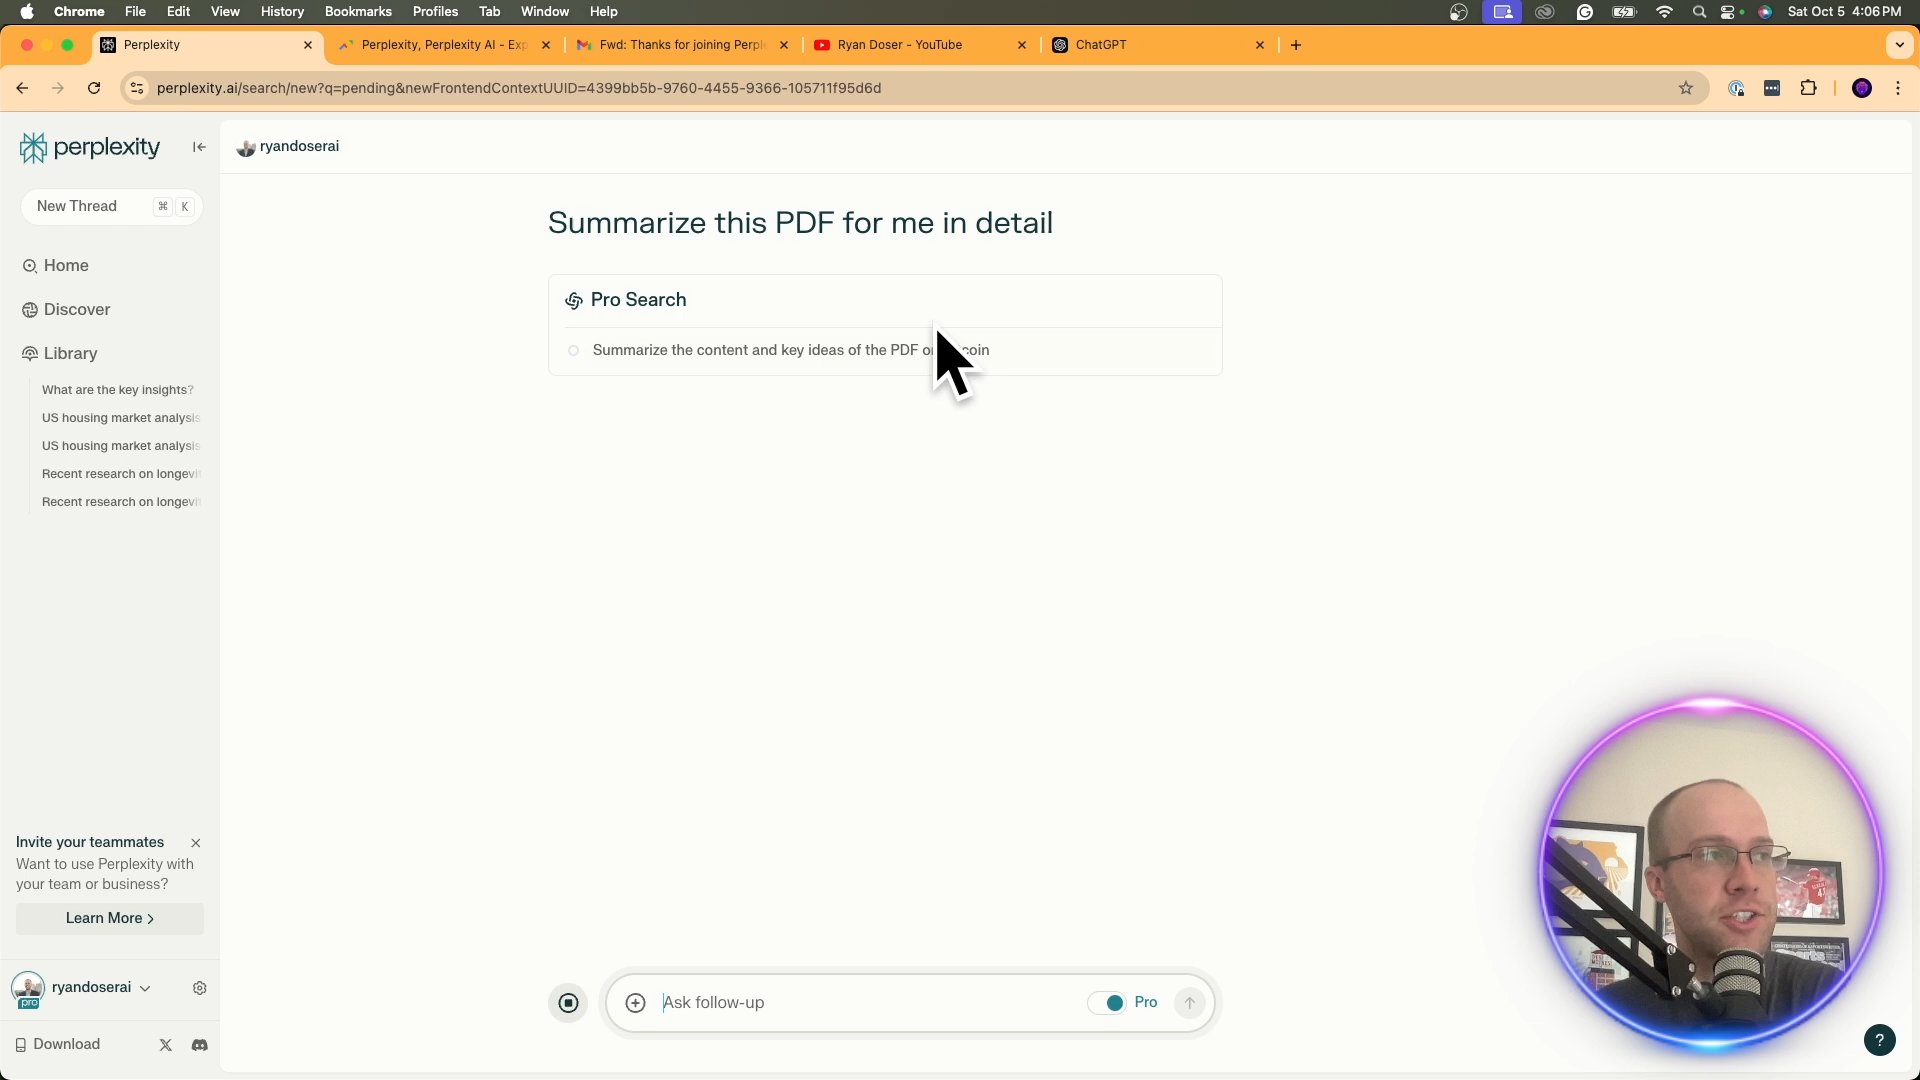 Chrome File Edit View History Bookmarks Profiles Tab Window Help
Sat Oct 5 4:06 PM
Perplexity
Perplexity, Perplexity AI - Exp
Fwd: Thanks for joining Perpl
Ryan Doser - YouTube
ChatGPT
perplexity.ai/search/new?q=pending&newFrontendContextUUID=4399bb5b-9760-4455-9366-105711f95d6d
perplexity
ryandoserai
New Thread ⌘ K
Summarize this PDF for me in detail
Home
Pro Search
Discover
Summarize the content and key ideas of the PDF coin
Library
What are the key insights?
US housing market analysis
US housing market analysis
Recent research on longevit
Recent research on longevit
Invite your teammates
Want to use Perplexity with
your team or business?
Learn More
ryandoserai
pro
Ask follow-up
Pro
Download
?